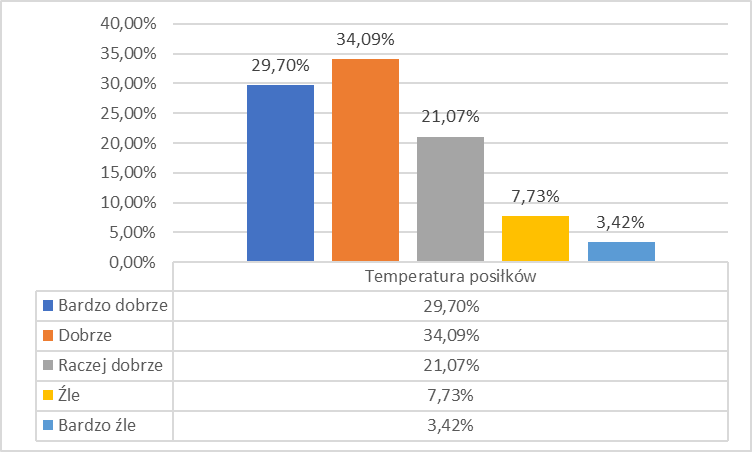 40,00%
35,00%
30,00%
25,00%
20,00%
15,00%
10,00%
5,00%
0,00%
29,70%
34,09%
21,07%
7,73%
3,42%
Temperatura posiłków
Bardzo dobrze 29,70%
Dobrze 34,09%
Raczej dobrze 21,07%
Źle 7,73%
Bardzo źle 3,42%